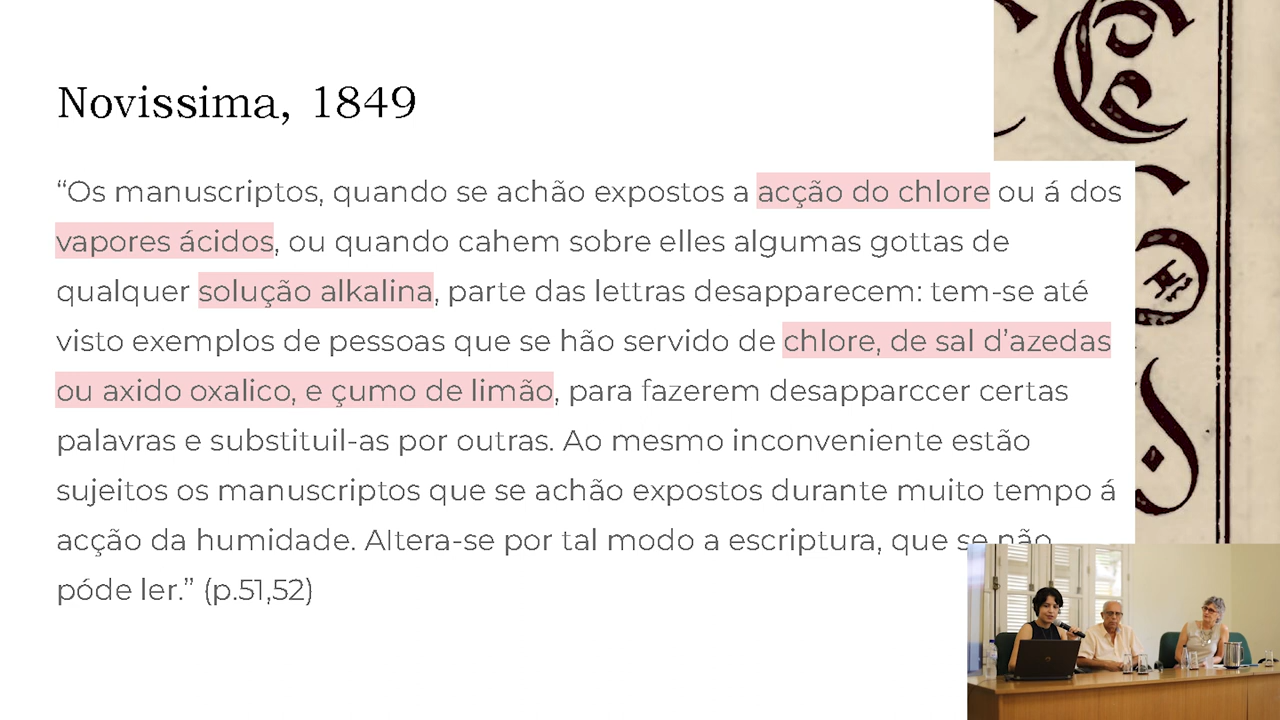 Novissima, 1849
“Os manuscriptos, quando se achão expostos a acção do chlore ou á dos
vapores ácidos, ou quando cahem sobre elles algumas gottas de
qualquer solução alkalina, parte das lettras desapparecem: tem-se até
visto exemplos de pessoas que se hão servido de chlore, de sal d’azedas
ou axido oxalico, e çumo de limão, para fazerem desapparccer certas
palavras e substituil-as por outras. Ao mesmo inconveniente estão
sujeitos os manuscriptos que se achão expostos durante muito tempo á
acção da humidade. Altera-se por tal modo a escriptura, que se não
póde ler.” (p.51,52)